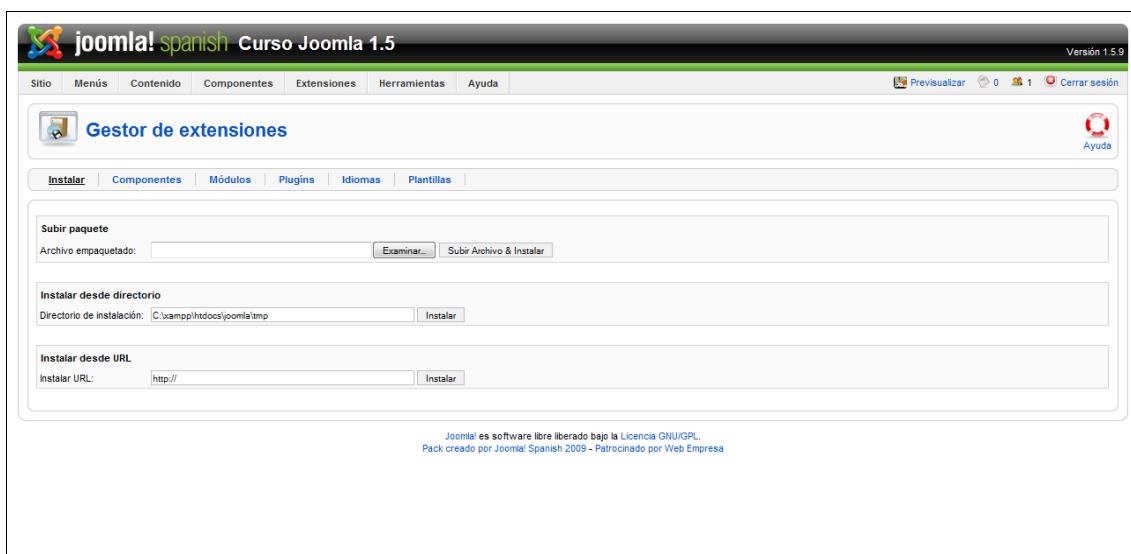 joomla! spanish Curso Joomla 1.5
Versión 1.5.9
Sitio Menús Contenido Componentes Extensiones Herramientas Ayuda Previsualizar 0 1 Cerrar sesión
Gestor de extensiones
Ayuda
Instalar Componentes Módulos Plugins Idiomas Plantillas
Subir paquete
Archivo empaquetado: Examinar... Subir Archivo & Instalar
Instalar desde directorio
Directorio de instalación: C:\xampp\htdocs\joomla\tmp Instalar
Instalar desde URL
Instalar URL: http:// Instalar
Joomla! es software libre liberado bajo la Licencia GNU/GPL.
Pack creado por Joomla! Spanish 2009 - Patrocinado por Web Empresa